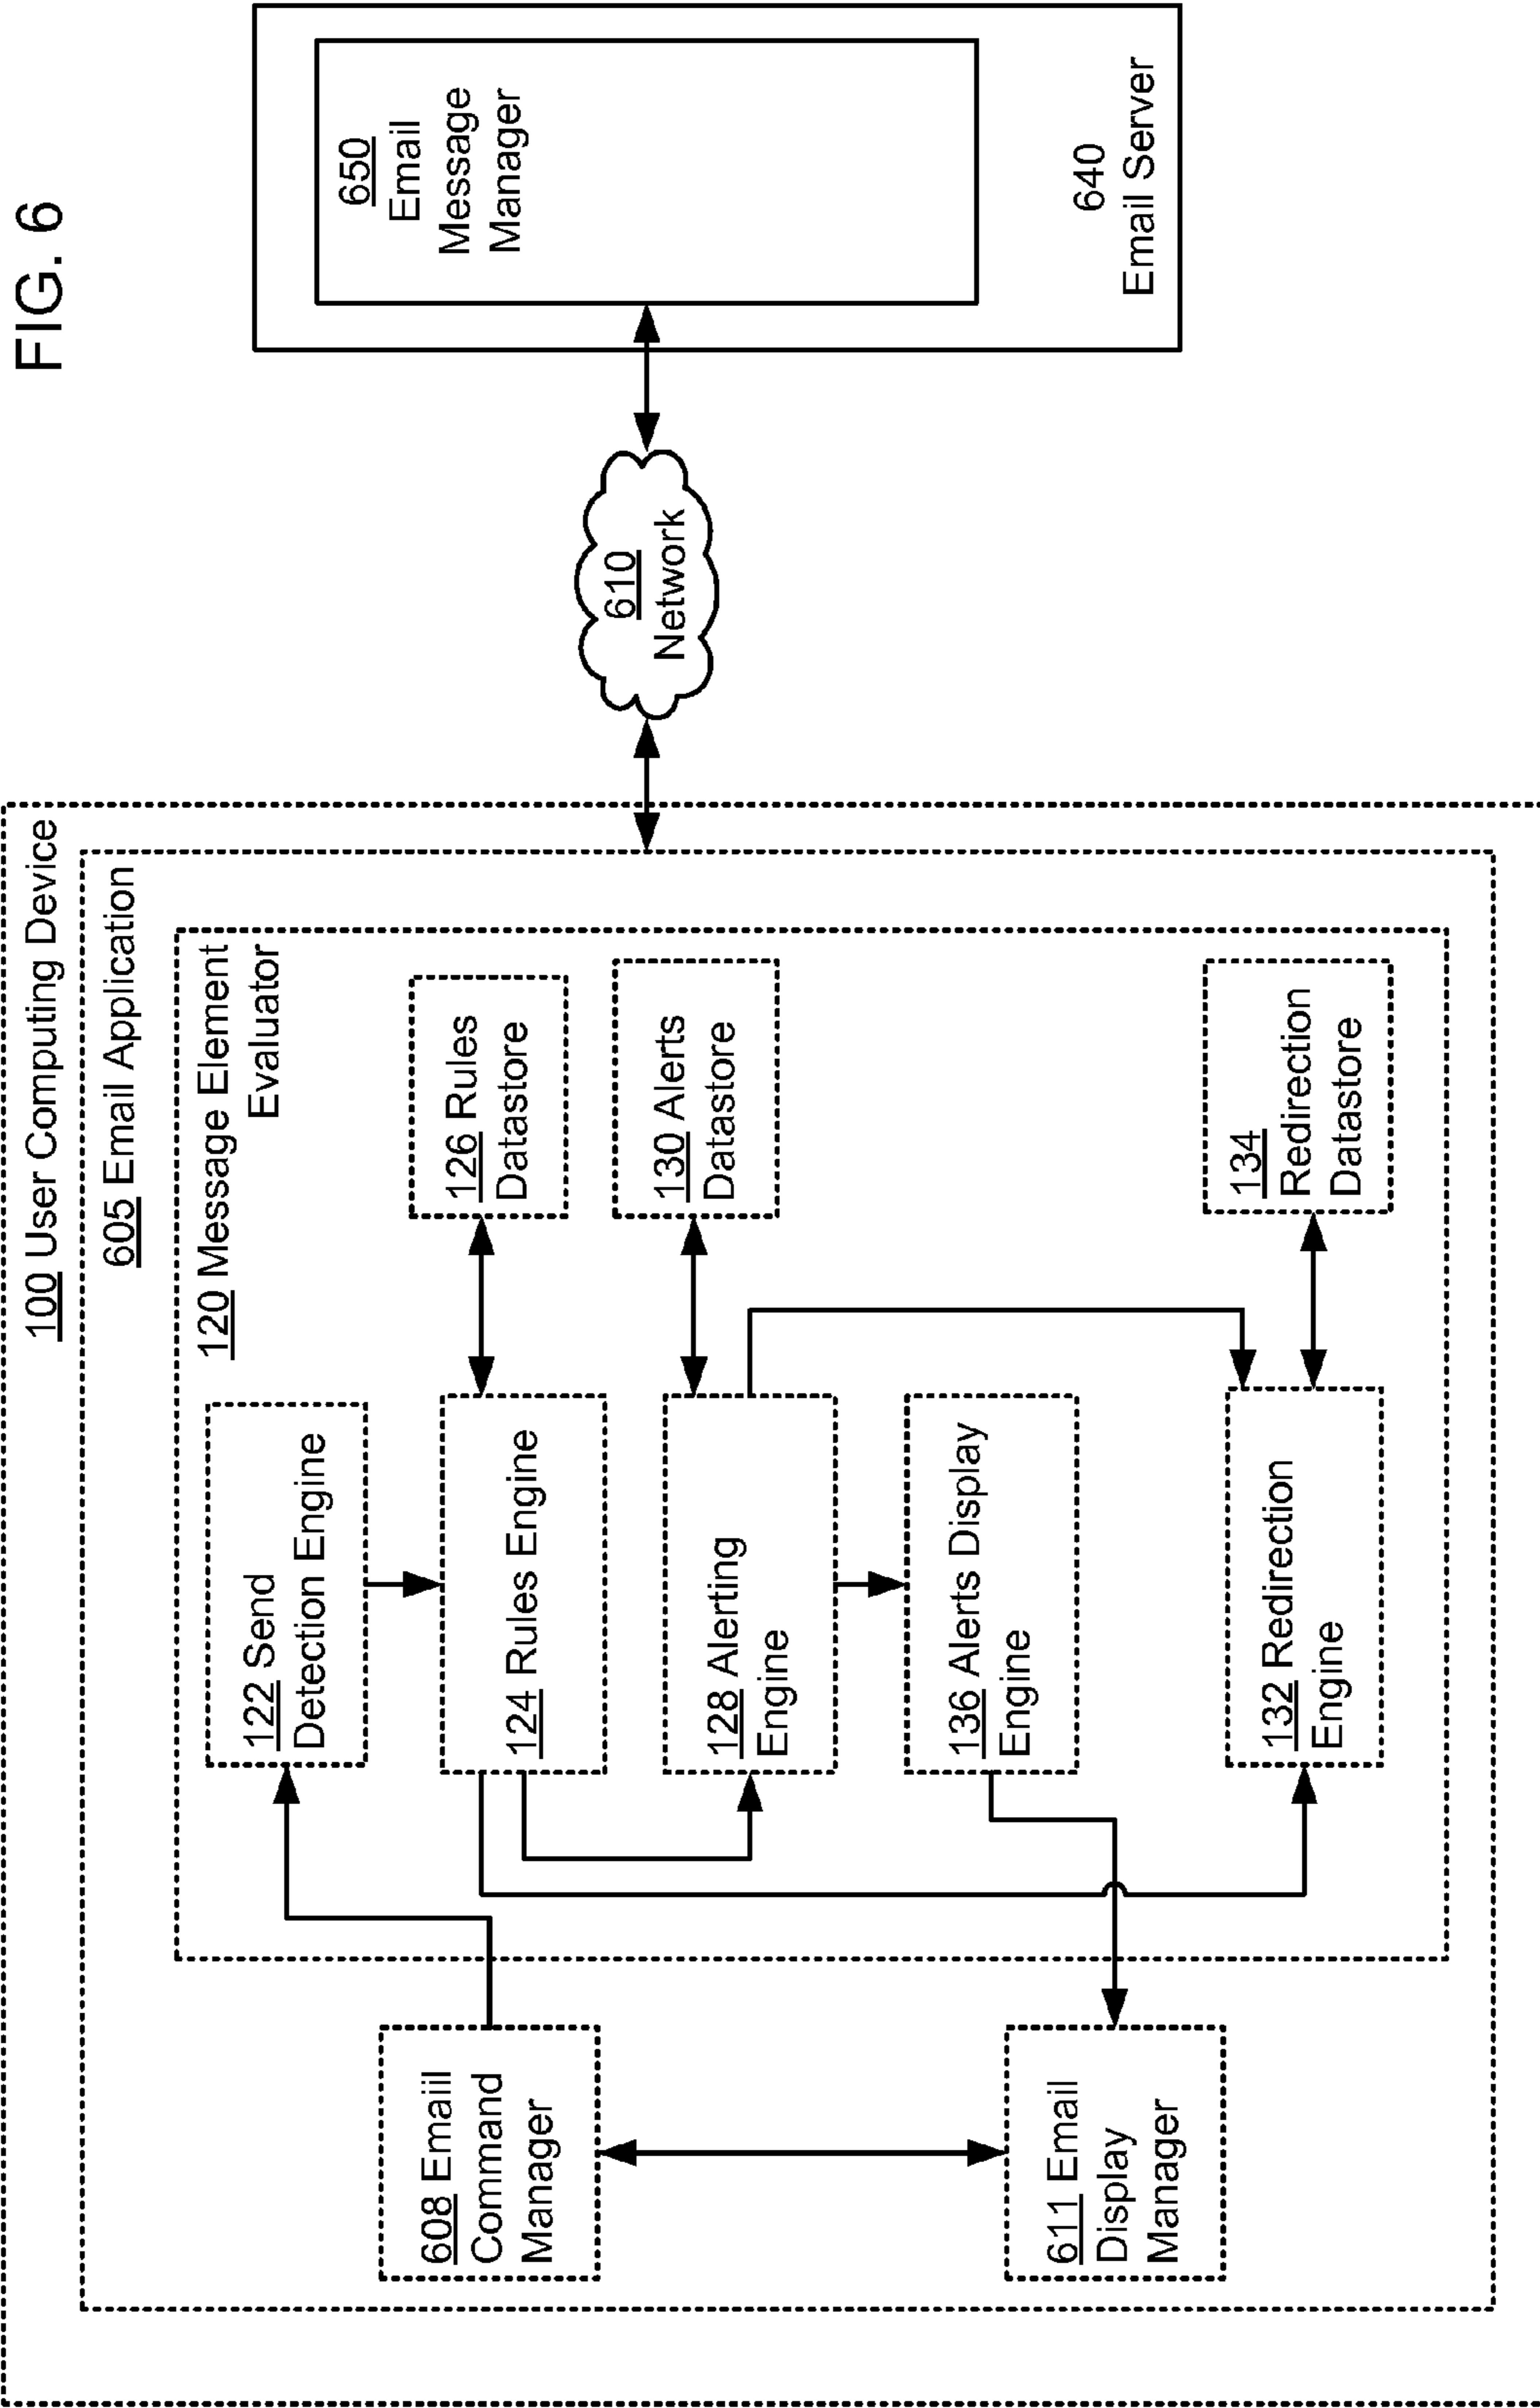 FIG. 6
100 User Computing Device
605 Email Application
120 Message Element
Evaluator
608 Emaiil
Command
Manager
611 Email
Display
Manager
122 Send
Detection Engine
124 Rules Engine
128 Alerting
Engine
136 Alerts Display
Engine
132 Redirection
Engine
126 Rules
Datastore
130 Alerts
Datastore
134
Redirection
Datastore
610
Network
650
Email
Message
Manager
640
Email Server